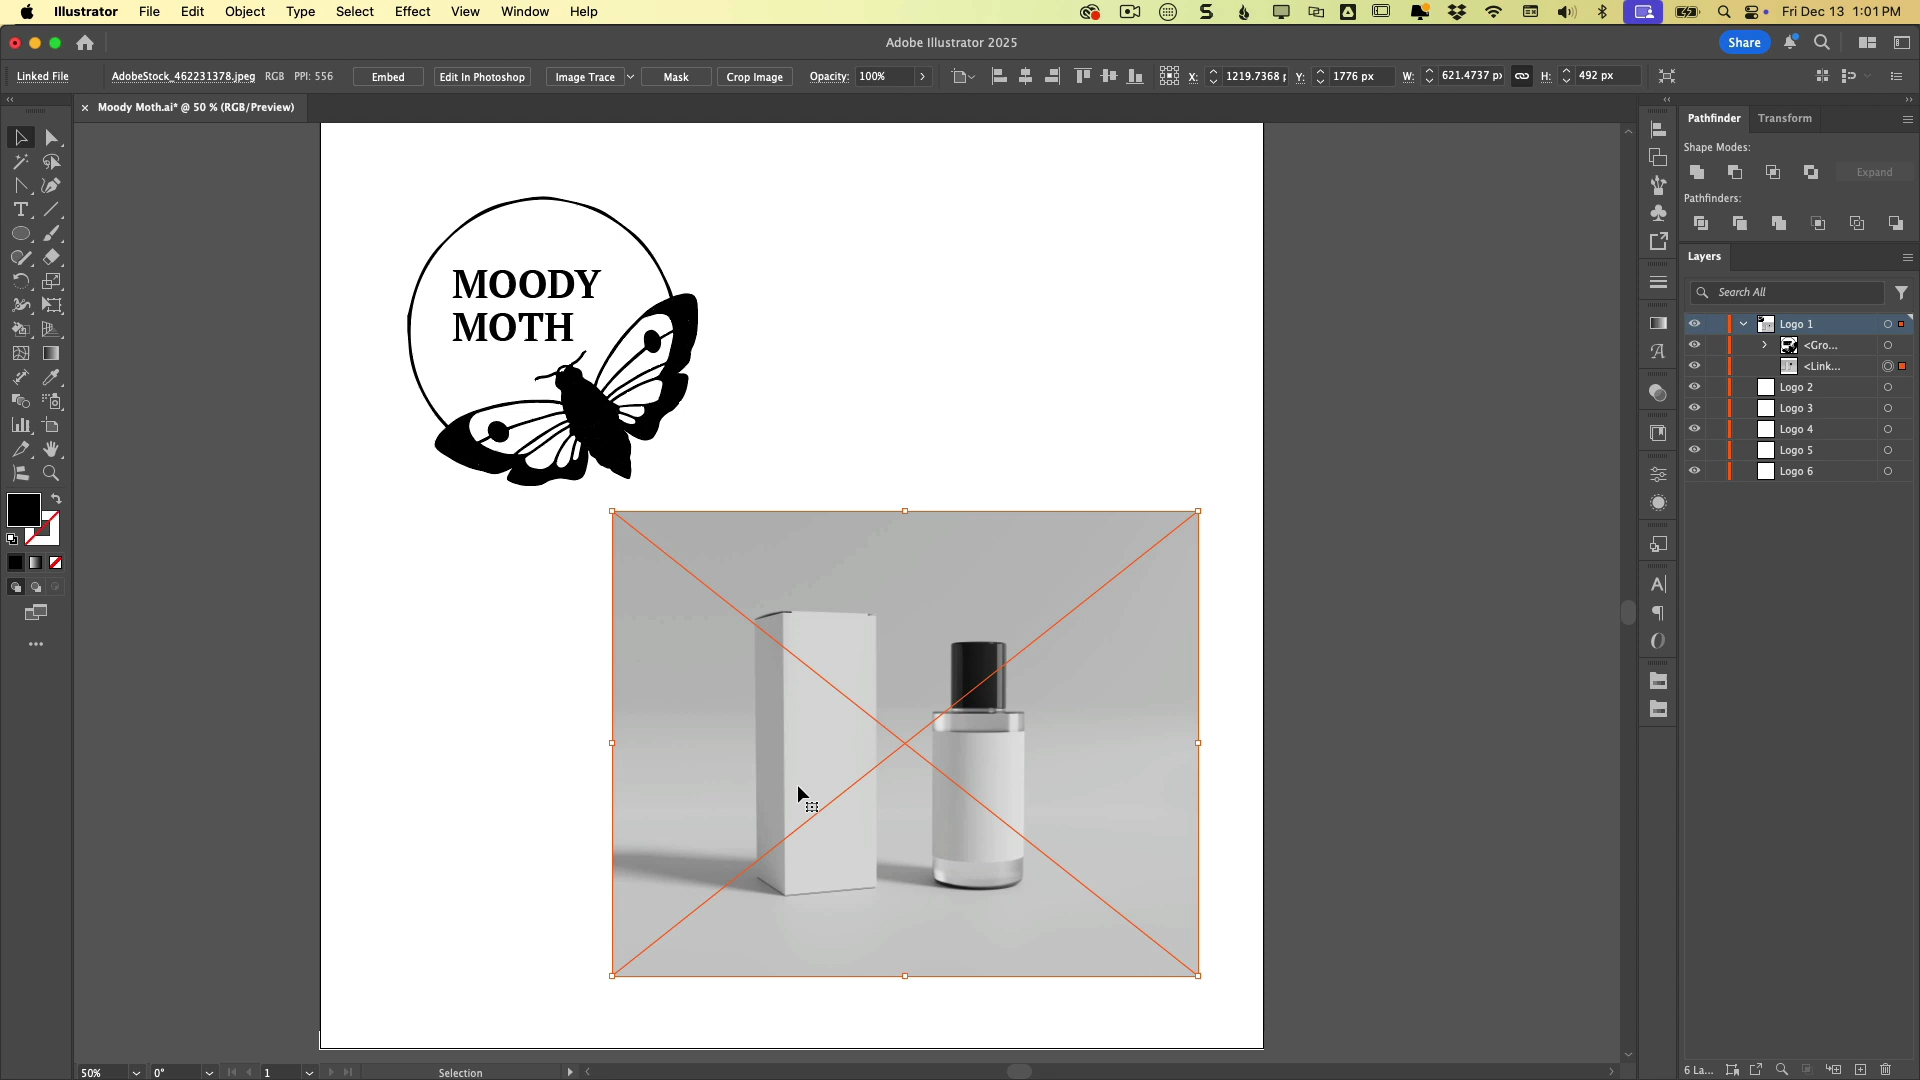 Illustrator File Edit Object Type Select Effect View Window Help Fri Dec 13 1:01 PM
Adobe Illustrator 2025 Share
Linked File AdobeStock_462231378.jpeg RGB PPI: 556 Embed Edit In Photoshop Image Trace Mask Crop Image Opacity: 100% X: 1219.7368 Y: 1776 px W: 621.4737 px H: 492 px
× Moody Moth.ai* @ 50 % (RGB/Preview)
Pathfinder Transform
Shape Modes:
Expand
Pathfinders:
Layers
Search All
Logo 1
<Gro...
<Link...
Logo 2
Logo 3
Logo 4
Logo 5
Logo 6
MOODY
MOTH
50% 0° 1 Selection 6 La...